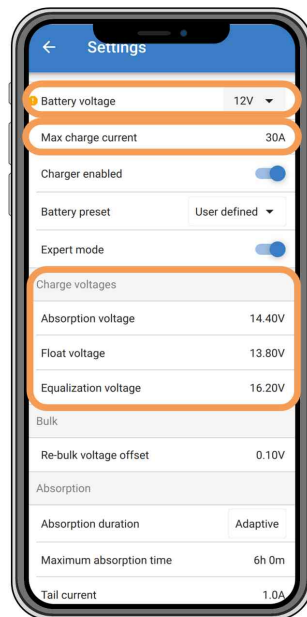 Settings
Battery voltage 12V
Max charge current 30A
Charger enabled
Battery preset User defined
Expert mode
Charge voltages
Absorption voltage 14.40V
Float voltage 13.80V
Equalization voltage 16.20V
Bulk
Re-bulk voltage offset 0.10V
Absorption
Absorption duration Adaptive
Maximum absorption time 6h 0m
Tail current 1.0A